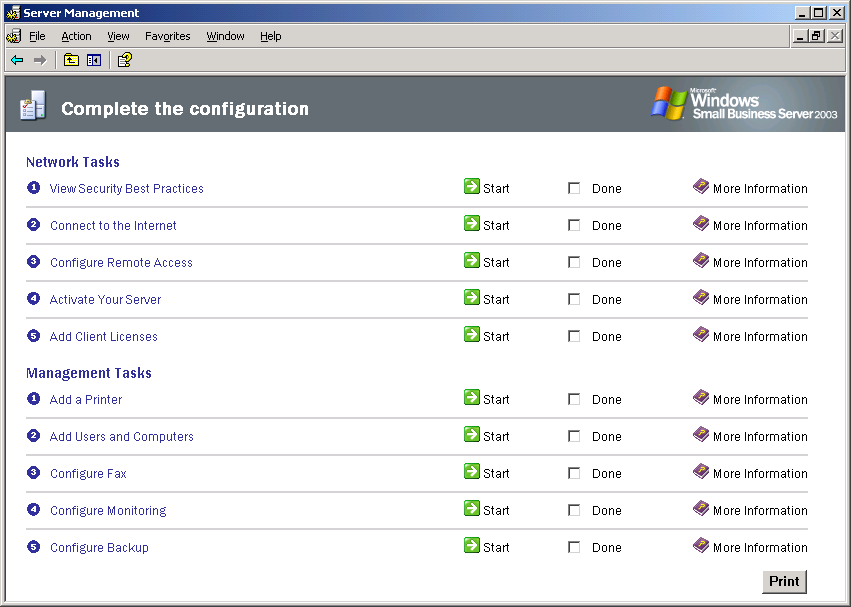 Server Management
File Action View Favorites Window Help
Complete the configuration
Microsoft
Windows
Small Business Server 2003
Network Tasks
1 View Security Best Practices Start Done More Information
2 Connect to the Internet Start Done More Information
3 Configure Remote Access Start Done More Information
4 Activate Your Server Start Done More Information
5 Add Client Licenses Start Done More Information
Management Tasks
1 Add a Printer Start Done More Information
2 Add Users and Computers Start Done More Information
3 Configure Fax Start Done More Information
4 Configure Monitoring Start Done More Information
5 Configure Backup Start Done More Information
Print